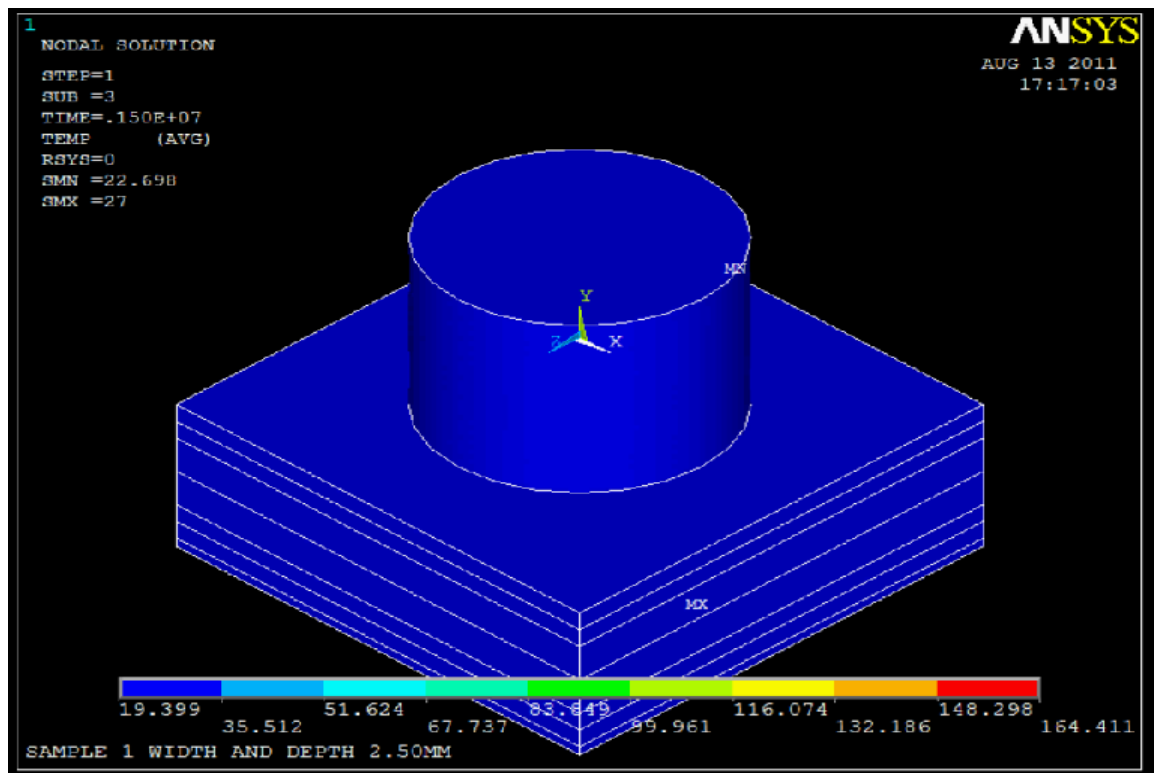 1
ANSYS
NODAL SOLUTION
AUG 13 2011
17:17:03
STEP=1
SUB =3
TIME=.150E+07
TEMP (AVG)
RSYS=0
SMN =22.698
SMX =27
MN
Y
Z X
MX
19.399 51.624 83.849 116.074 148.298
35.512 67.737 99.961 132.186 164.411
SAMPLE 1 WIDTH AND DEPTH 2.50MM